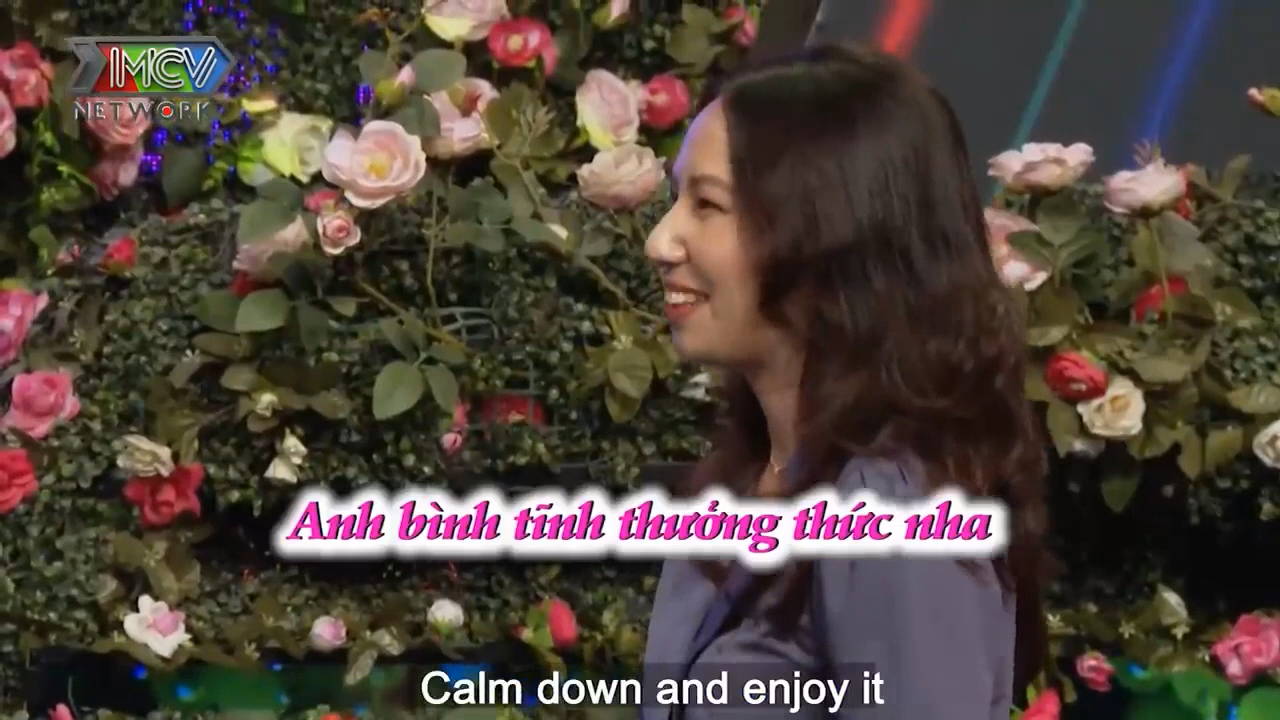 MCV
NETWORK
Anh bình tĩnh thưởng thức nha
Calm down and enjoy it